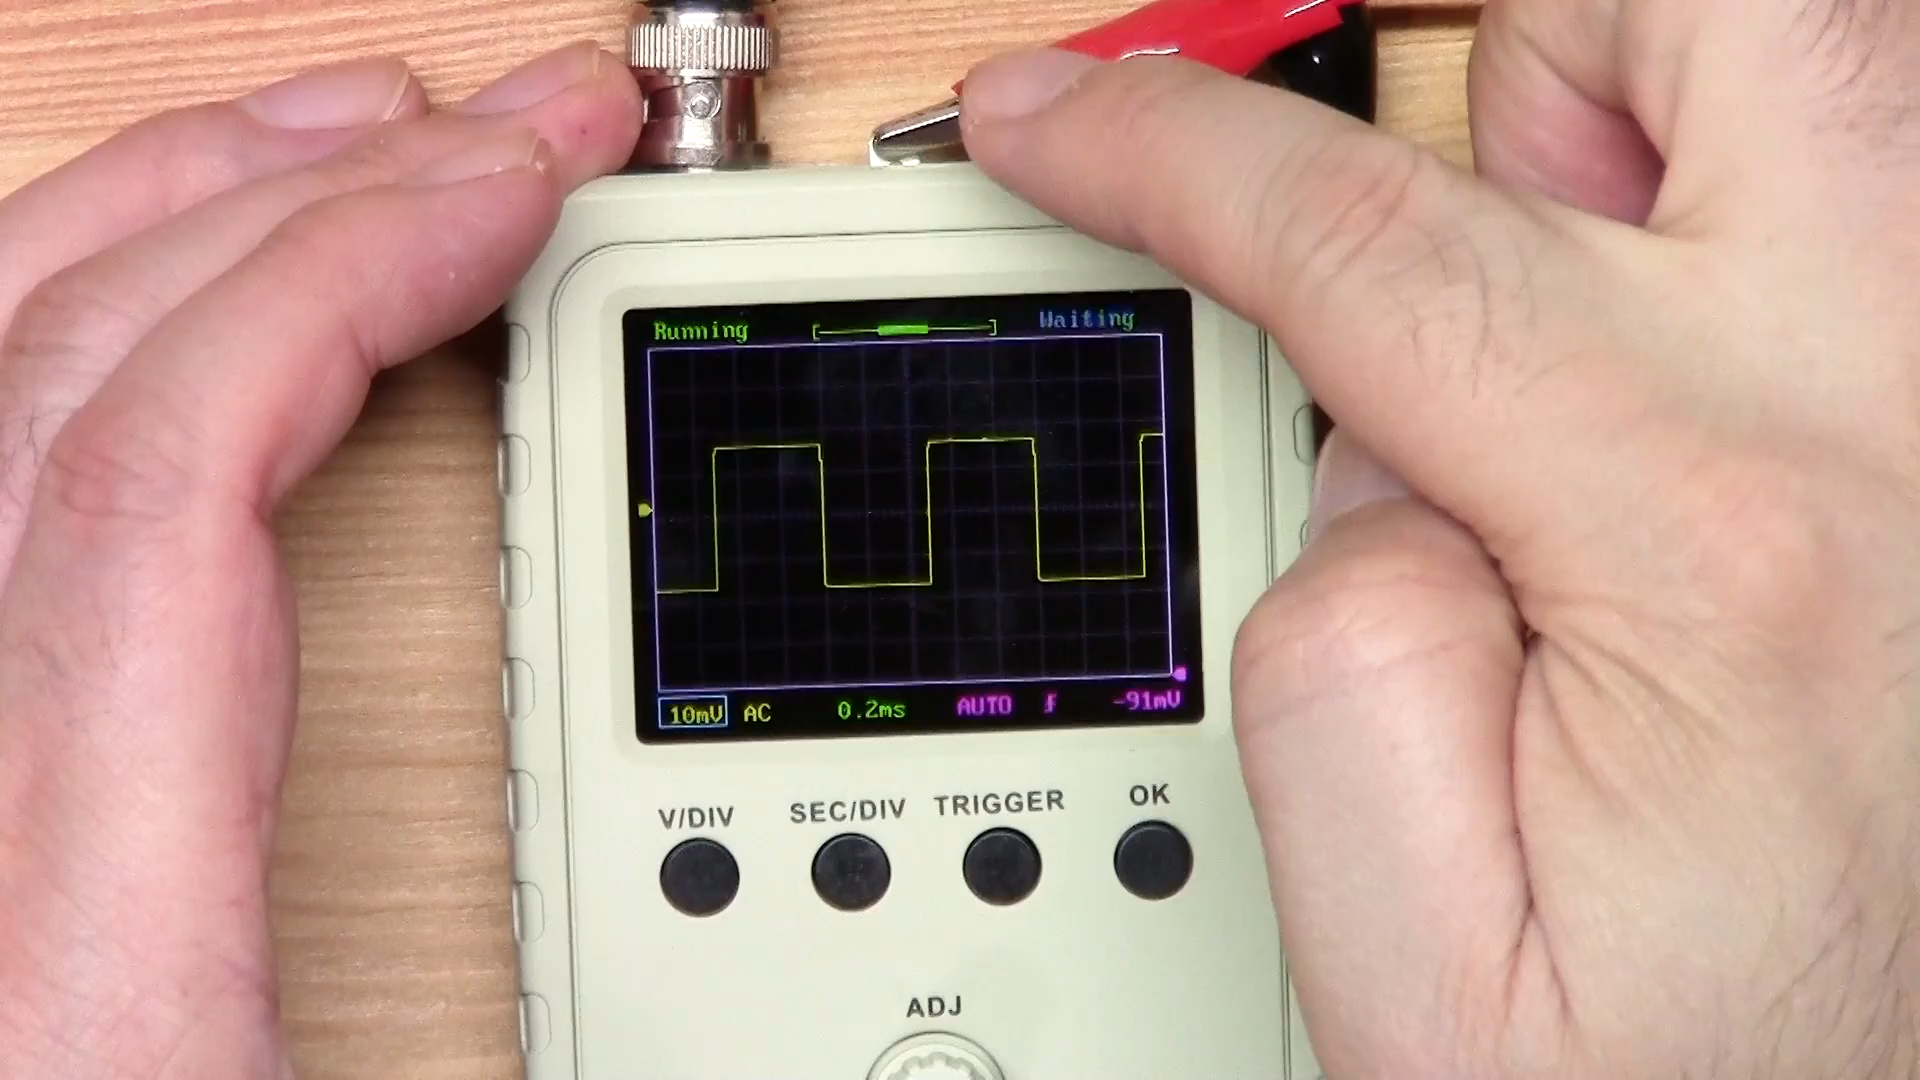 Running Waiting
10mV AC 0.2ms AUTO -91mV
V/DIV SEC/DIV TRIGGER OK
ADJ